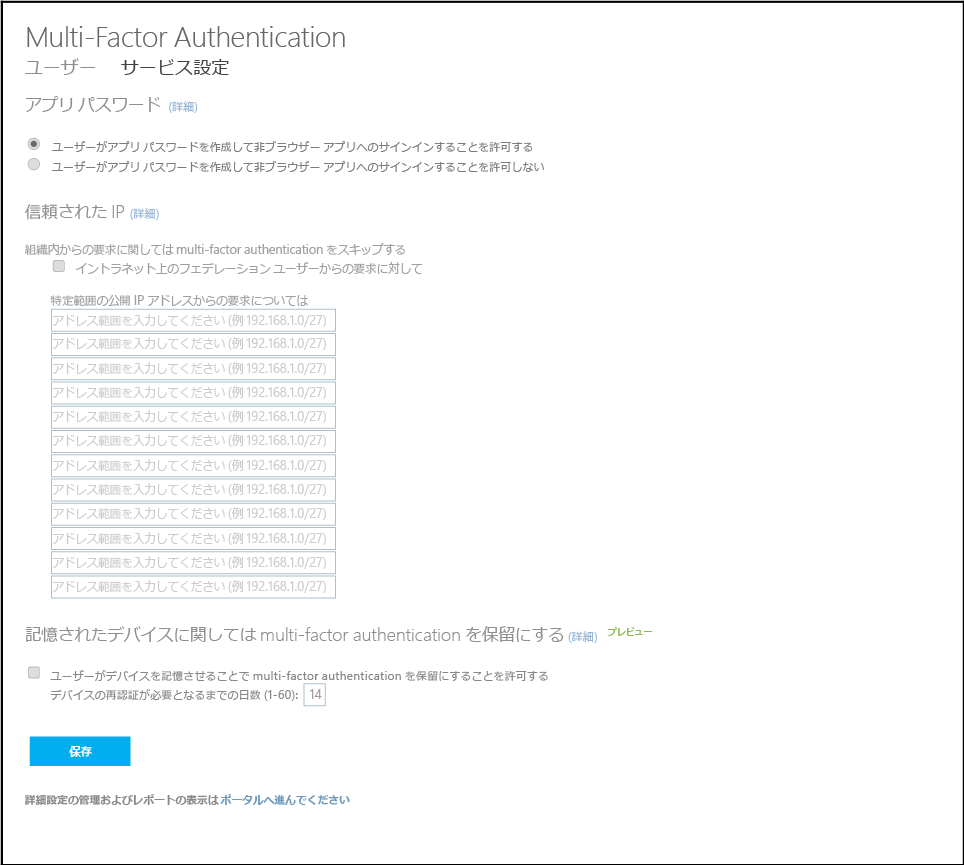 Multi-Factor Authentication
ユーザー サービス設定
アプリ パスワード (詳細)
ユーザーがアプリ パスワードを作成して非ブラウザー アプリへのサインインすることを許可する
ユーザーがアプリ パスワードを作成して非ブラウザー アプリへのサインインすることを許可しない
信頼された IP (詳細)
組織内からの要求に関しては multi-factor authentication をスキップする
イントラネット上のフェデレーション ユーザーからの要求に対して
特定範囲の公開 IP アドレスからの要求については
アドレス範囲を入力してください (例 192.168.1.0/27)
アドレス範囲を入力してください (例 192.168.1.0/27)
アドレス範囲を入力してください (例 192.168.1.0/27)
アドレス範囲を入力してください (例 192.168.1.0/27)
アドレス範囲を入力してください (例 192.168.1.0/27)
アドレス範囲を入力してください (例 192.168.1.0/27)
アドレス範囲を入力してください (例 192.168.1.0/27)
アドレス範囲を入力してください (例 192.168.1.0/27)
アドレス範囲を入力してください (例 192.168.1.0/27)
アドレス範囲を入力してください (例 192.168.1.0/27)
アドレス範囲を入力してください (例 192.168.1.0/27)
アドレス範囲を入力してください (例 192.168.1.0/27)
記憶されたデバイスに関しては multi-factor authentication を保留にする (詳細) プレビュー
ユーザーがデバイスを記憶させることで multi-factor authentication を保留にすることを許可する
デバイスの再認証が必要となるまでの日数 (1-60): 14
保存
詳細設定の管理およびレポートの表示はポータルへ進んでください